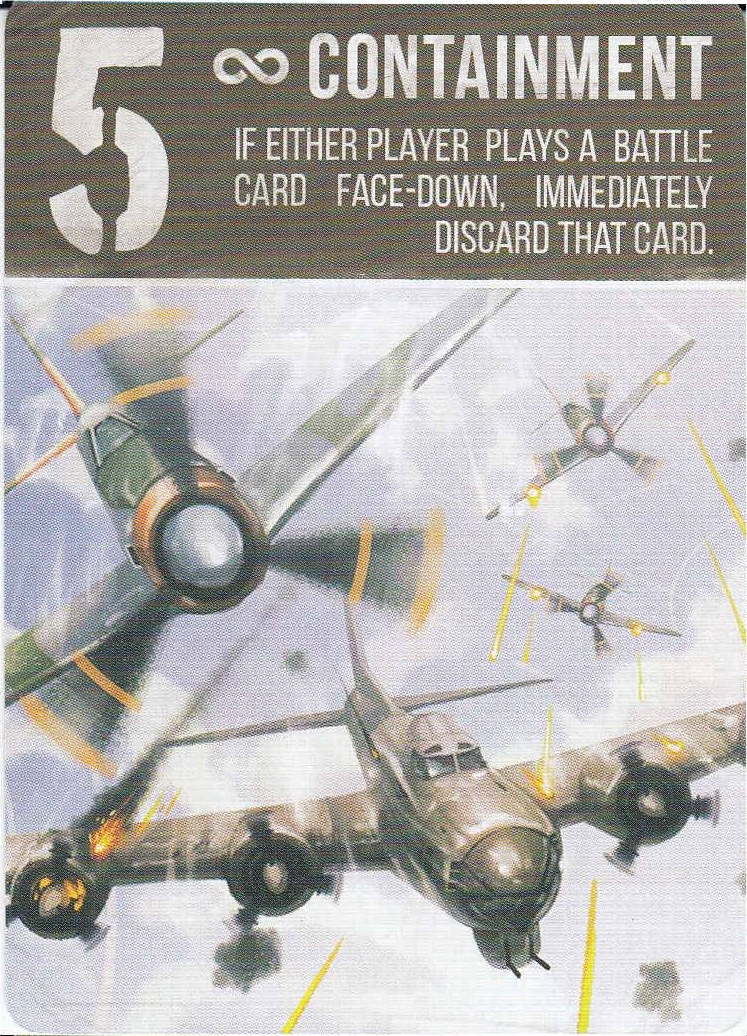 5
∞ CONTAINMENT
IF EITHER PLAYER PLAYS A BATTLE
CARD FACE-DOWN, IMMEDIATELY
DISCARD THAT CARD.